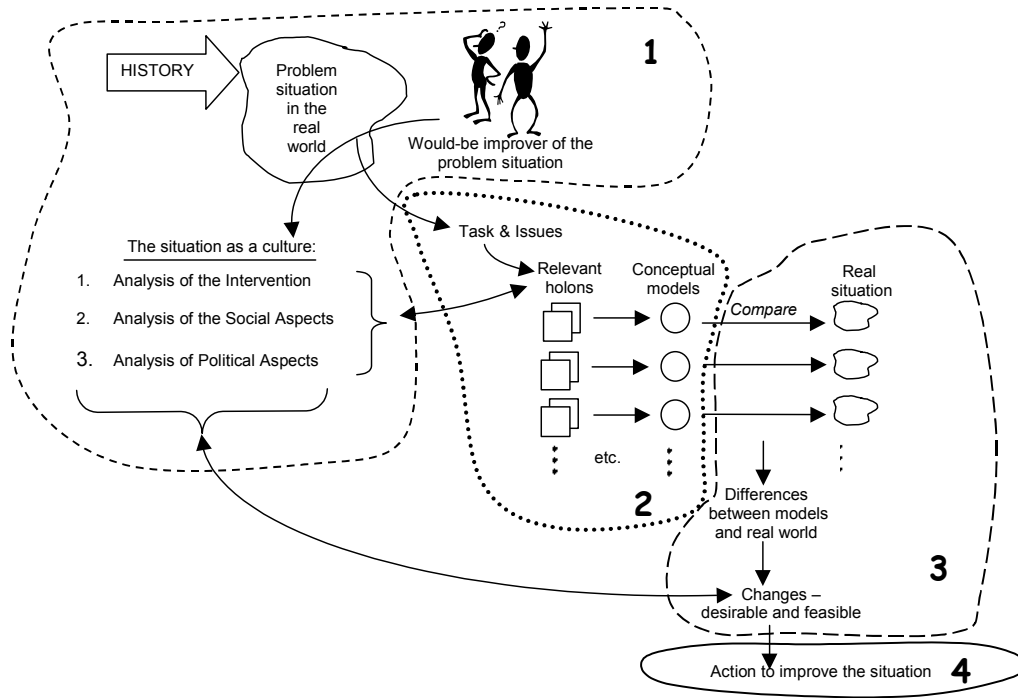 ?
1
HISTORY
Problem
situation
in the
real
world
Would-be improver of the
problem situation
The situation as a culture:
1. Analysis of the Intervention
2. Analysis of the Social Aspects
3. Analysis of Political Aspects
Task & Issues
Relevant
holons
Conceptual
models
etc.
2
Compare
Real
situation
Differences
between models
and real world
3
Changes –
desirable and feasible
Action to improve the situation
4